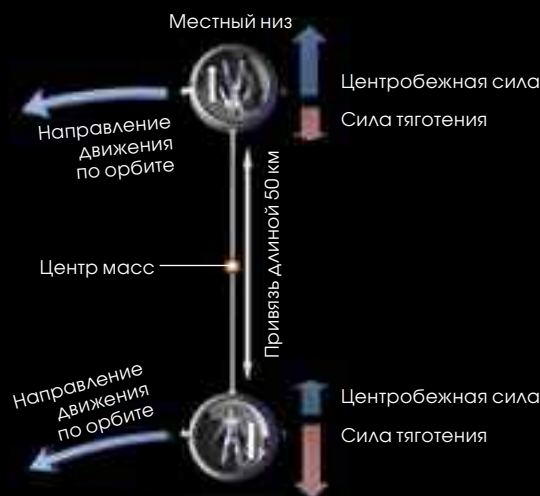 Местный низ
Центробежная сила
Сила тяготения
Направление
движения
по орбите
Привязь длиной 50 км
Центр масс
Направление
движения
по орбите
Центробежная сила
Сила тяготения